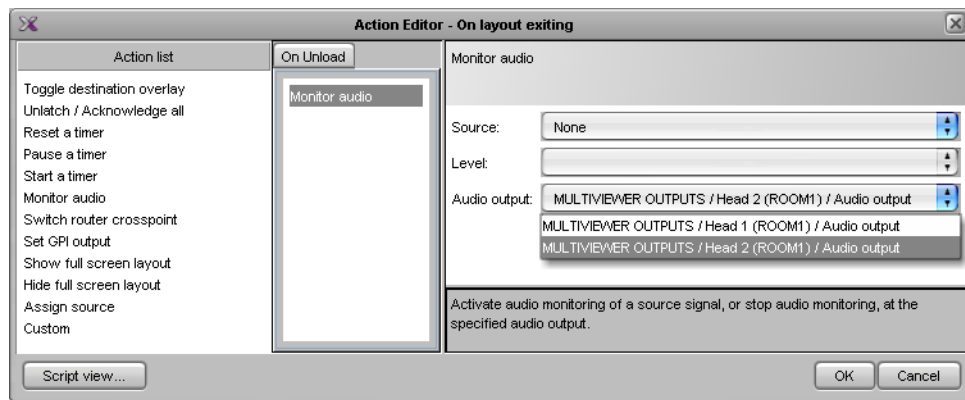 Action Editor - On layout exiting
Action list
Toggle destination overlay
Unlatch / Acknowledge all
Reset a timer
Pause a timer
Start a timer
Monitor audio
Switch router crosspoint
Set GPI output
Show full screen layout
Hide full screen layout
Assign source
Custom
On Unload
Monitor audio
Monitor audio
Source:
None
Level:
Audio output:
MULTIVIEWER OUTPUTS / Head 2 (ROOM1) / Audio output
MULTIVIEWER OUTPUTS / Head 1 (ROOM1) / Audio output
MULTIVIEWER OUTPUTS / Head 2 (ROOM1) / Audio output
Activate audio monitoring of a source signal, or stop audio monitoring, at the
specified audio output.
Script view...
OK
Cancel